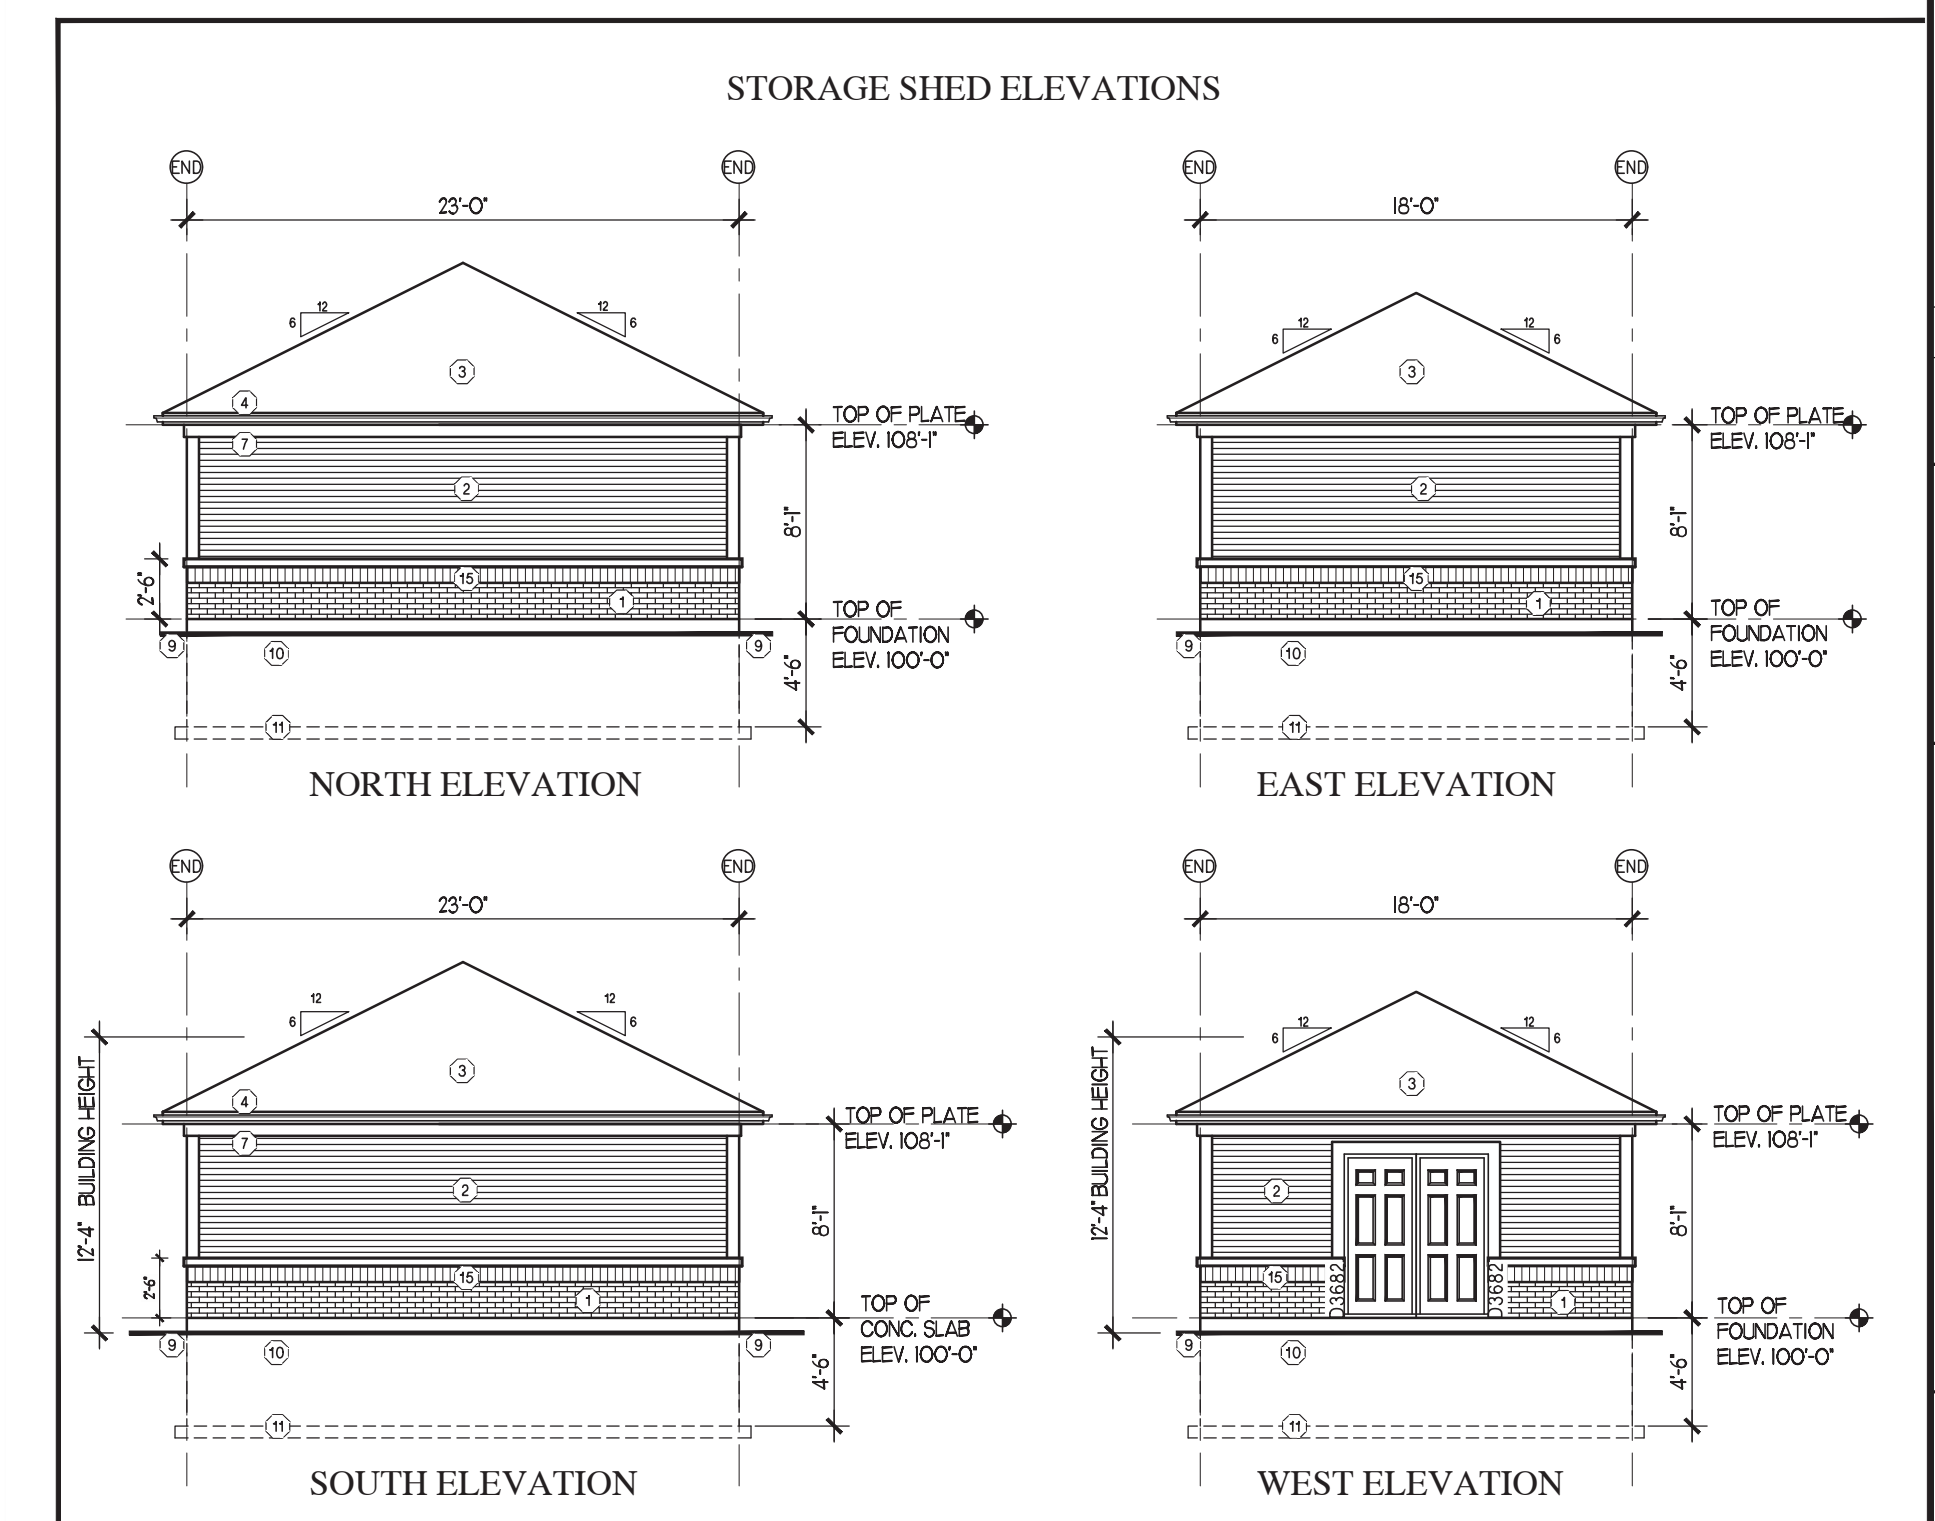 STORAGE SHED ELEVATIONS
END
END
23'-0"
12
6
12
6
3
4
TOP OF PLATE
ELEV. 108'-1"
7
2
8'-1"
2'-6"
15
1
TOP OF
FOUNDATION
ELEV. 100'-0"
9
10
9
4'-6"
11
NORTH ELEVATION
END
END
18'-0"
12
6
12
6
3
TOP OF PLATE
ELEV. 108'-1"
2
8'-1"
15
1
TOP OF
FOUNDATION
ELEV. 100'-0"
9
10
4'-6"
11
EAST ELEVATION
END
END
23'-0"
12
6
12
6
12'-4" BUILDING HEIGHT
3
4
TOP OF PLATE
ELEV. 108'-1"
7
2
8'-1"
2'-6"
15
1
TOP OF
CONC. SLAB
ELEV. 100'-0"
9
10
9
4'-6"
11
SOUTH ELEVATION
END
END
18'-0"
12
6
12
6
12'-4" BUILDING HEIGHT
3
TOP OF PLATE
ELEV. 108'-1"
2
8'-1"
15
D3682
D3682
1
TOP OF
FOUNDATION
ELEV. 100'-0"
9
10
4'-6"
11
WEST ELEVATION